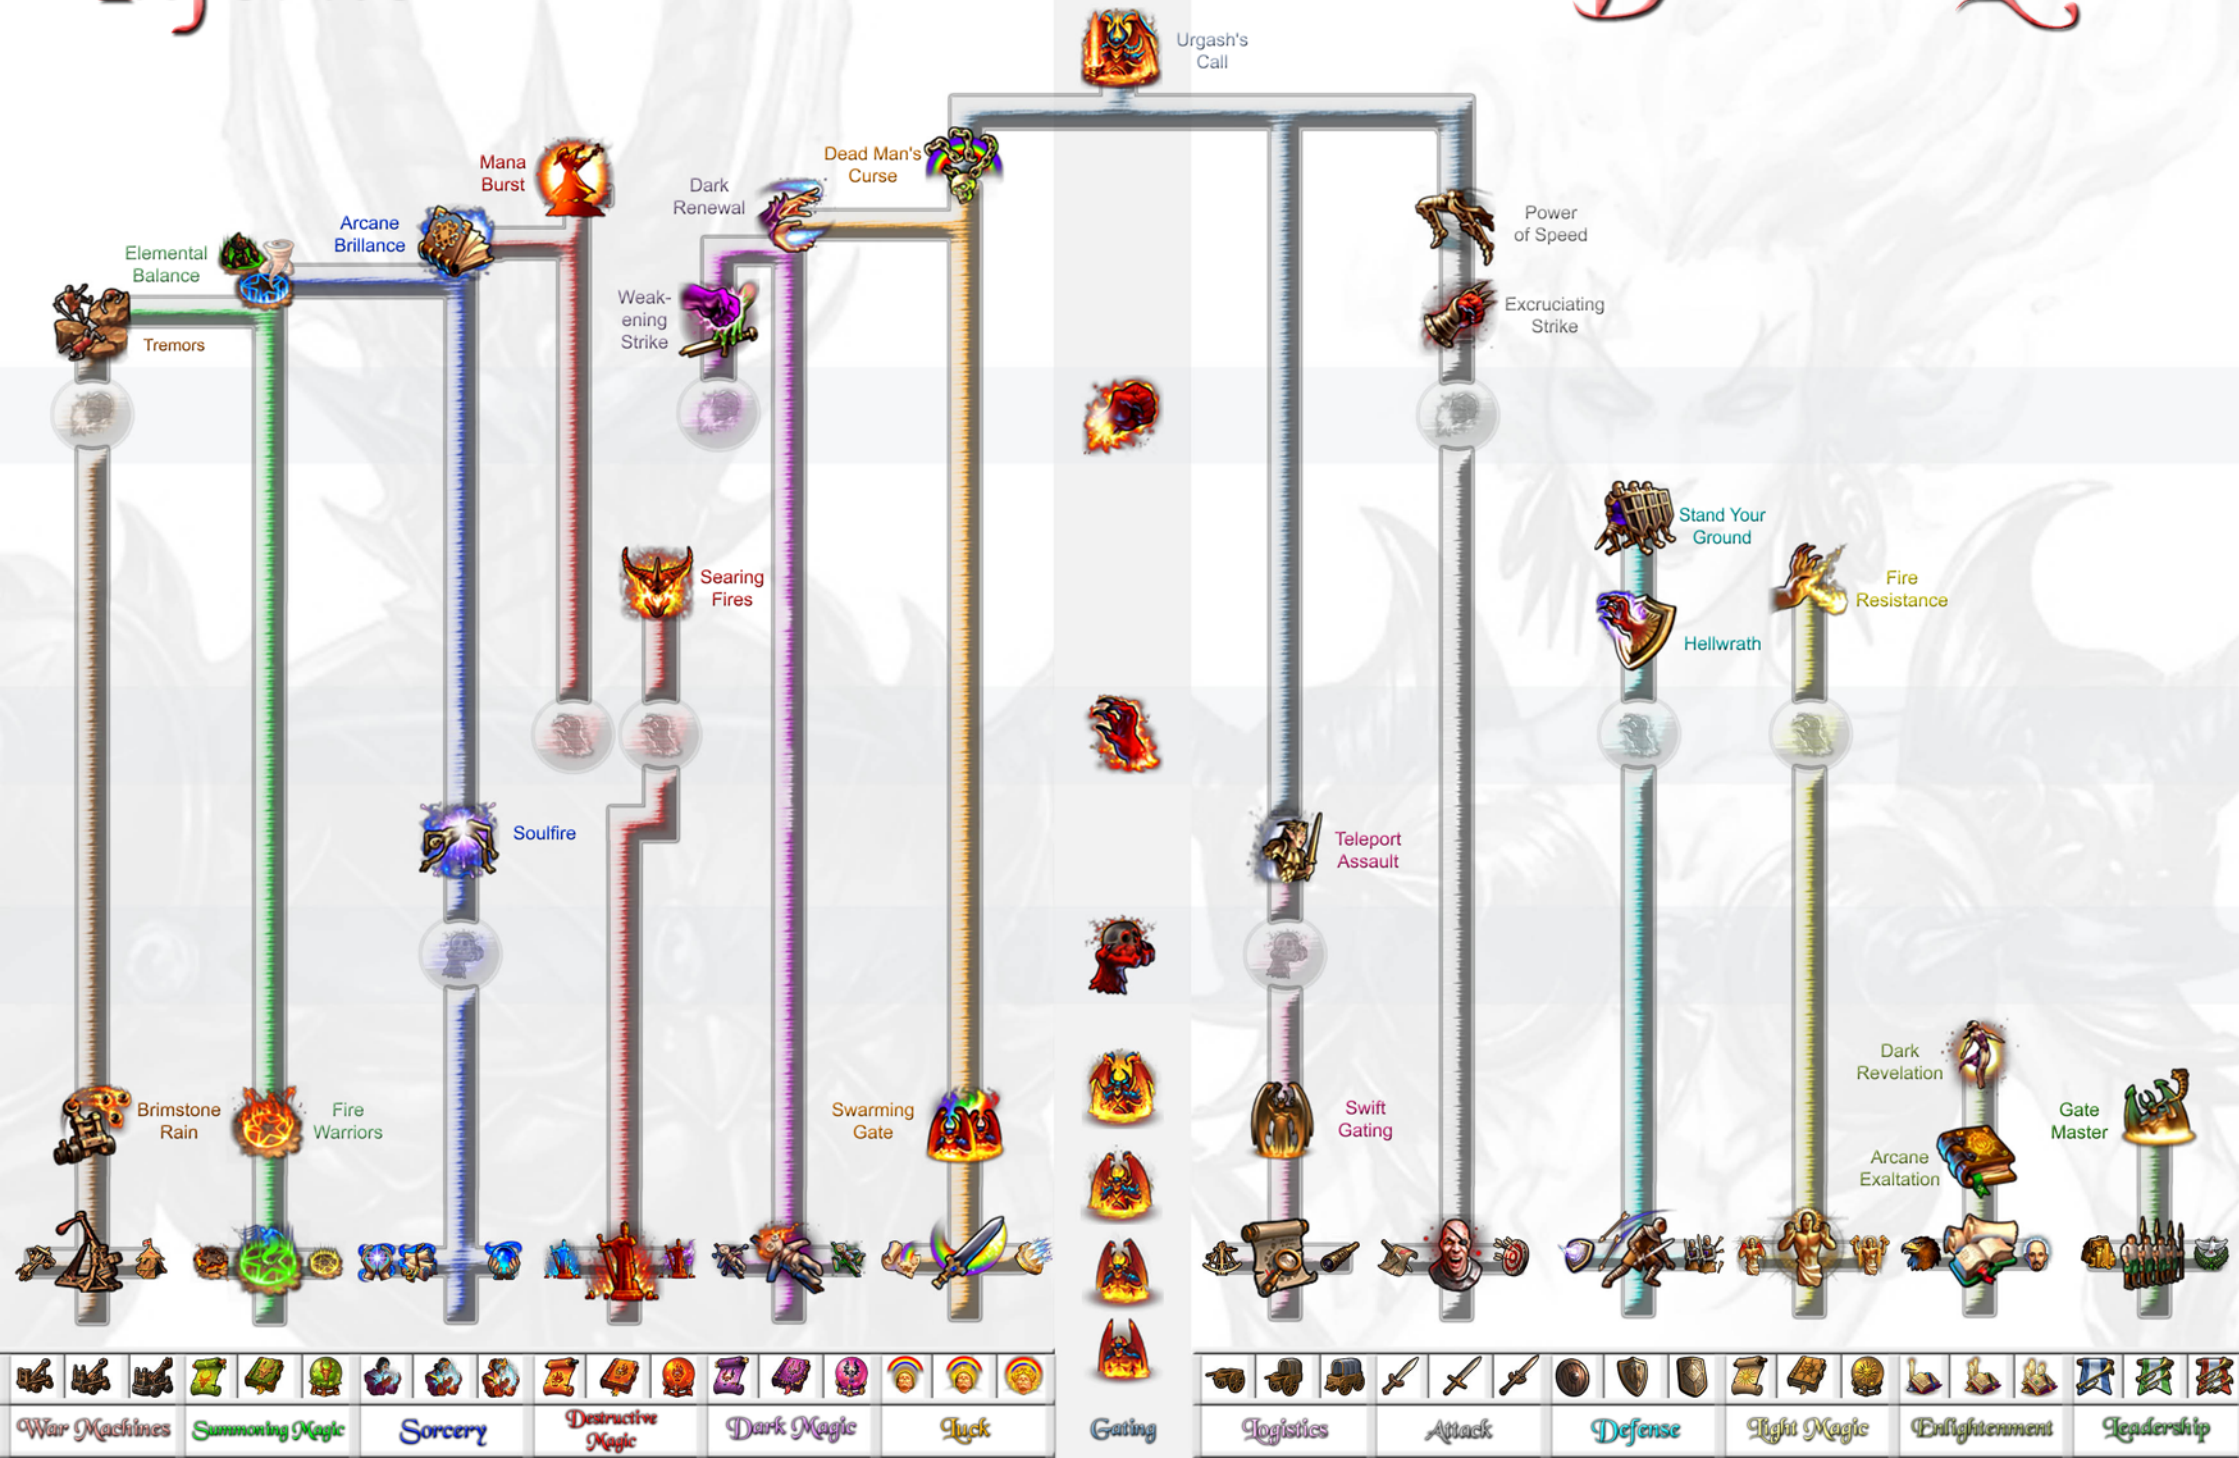 Urgash's
Call
Mana
Burst
Dead Man's
Curse
Dark
Renewal
Arcane
Brillance
Power
of Speed
Elemental
Balance
Weak-
ening
Strike
Excruciating
Strike
Tremors
Stand Your
Ground
Searing
Fires
Fire
Resistance
Hellwrath
Soulfire
Teleport
Assault
Dark
Revelation
Brimstone
Rain
Fire
Warriors
Swarming
Gate
Swift
Gating
Gate
Master
Arcane
Exaltation
War Machines
Summoning Magic
Sorcery
Destructive
Magic
Dark Magic
Luck
Gating
Logistics
Attack
Defense
Light Magic
Enlightenment
Leadership